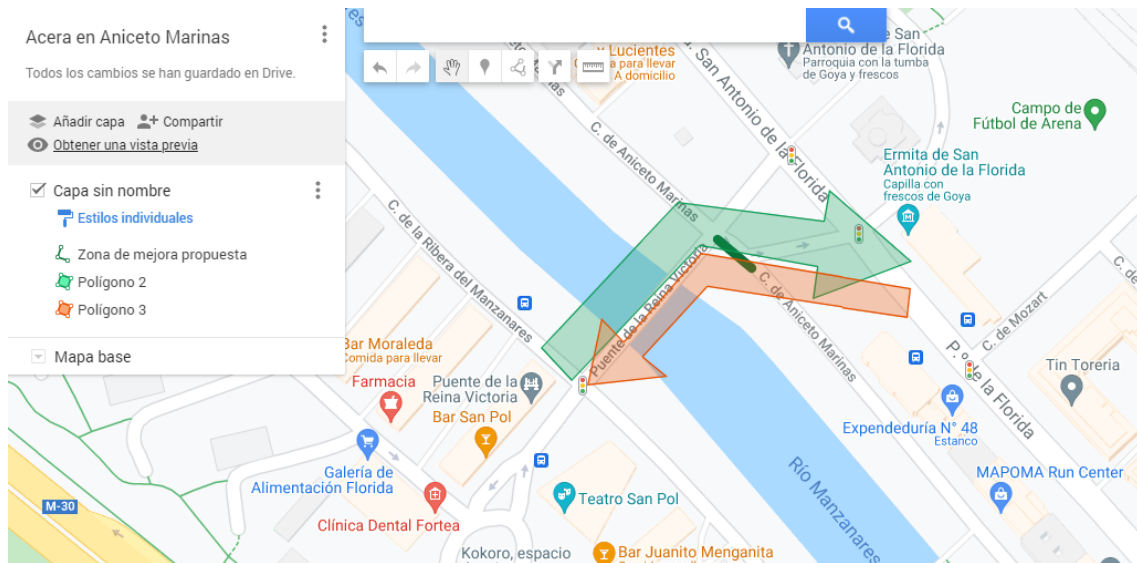 Acera en Aniceto Marinas
Todos los cambios se han guardado en Drive.
Añadir capa
Compartir
Obtener una vista previa
Capa sin nombre
Estilos individuales
Zona de mejora propuesta
Polígono 2
Polígono 3
Mapa base
y Lucientes
a para llevar
A domicilio
San
Antonio de la Florida
Parroquia con la tumba
de Goya y frescos
Campo de
Fútbol de Arena
Ermita de San
Antonio de la Florida
Capilla con
frescos de Goya
San Antonio de la Florida
C. de Aniceto Marinas
C. de la Ribera del Manzanares
Puente de la Reina Victoria
C. de Aniceto Marinas
C. de Mozart
C. de
P.º de la Florida
Bar Moraleda
Comida para llevar
Farmacia
Puente de la
Reina Victoria
Bar San Pol
Tin Toreria
Expendeduría N° 48
Estanco
MAPOMA Run Center
Galería de
Alimentación Florida
Río Manzanares
Teatro San Pol
M-30
Clínica Dental Fortea
Kokoro, espacio
Bar Juanito Menganita